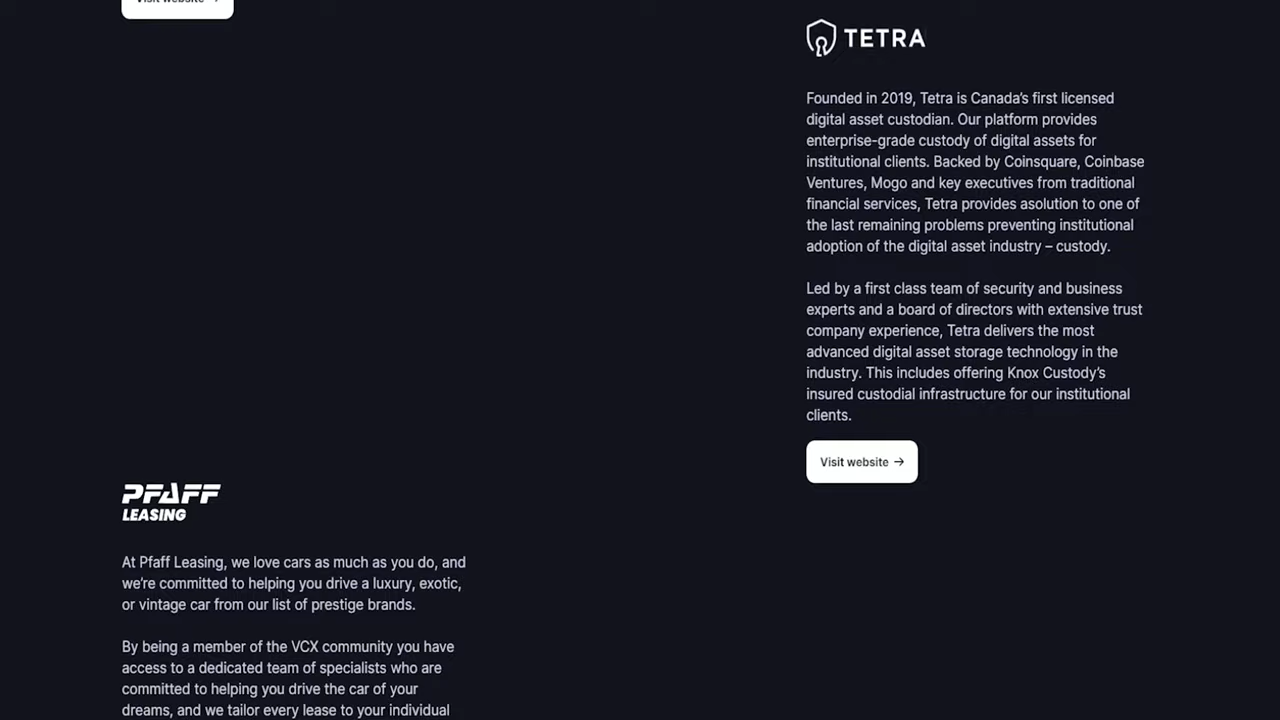 Visit website →
TETRA
Founded in 2019, Tetra is Canada's first licensed
digital asset custodian. Our platform provides
enterprise-grade custody of digital assets for
institutional clients. Backed by Coinsquare, Coinbase
Ventures, Mogo and key executives from traditional
financial services, Tetra provides asolution to one of
the last remaining problems preventing institutional
adoption of the digital asset industry – custody.
Led by a first class team of security and business
experts and a board of directors with extensive trust
company experience, Tetra delivers the most
advanced digital asset storage technology in the
industry. This includes offering Knox Custody's
insured custodial infrastructure for our institutional
clients.
Visit website →
PFAFF
LEASING
At Pfaff Leasing, we love cars as much as you do, and
we're committed to helping you drive a luxury, exotic,
or vintage car from our list of prestige brands.
By being a member of the VCX community you have
access to a dedicated team of specialists who are
committed to helping you drive the car of your
dreams, and we tailor every lease to your individual